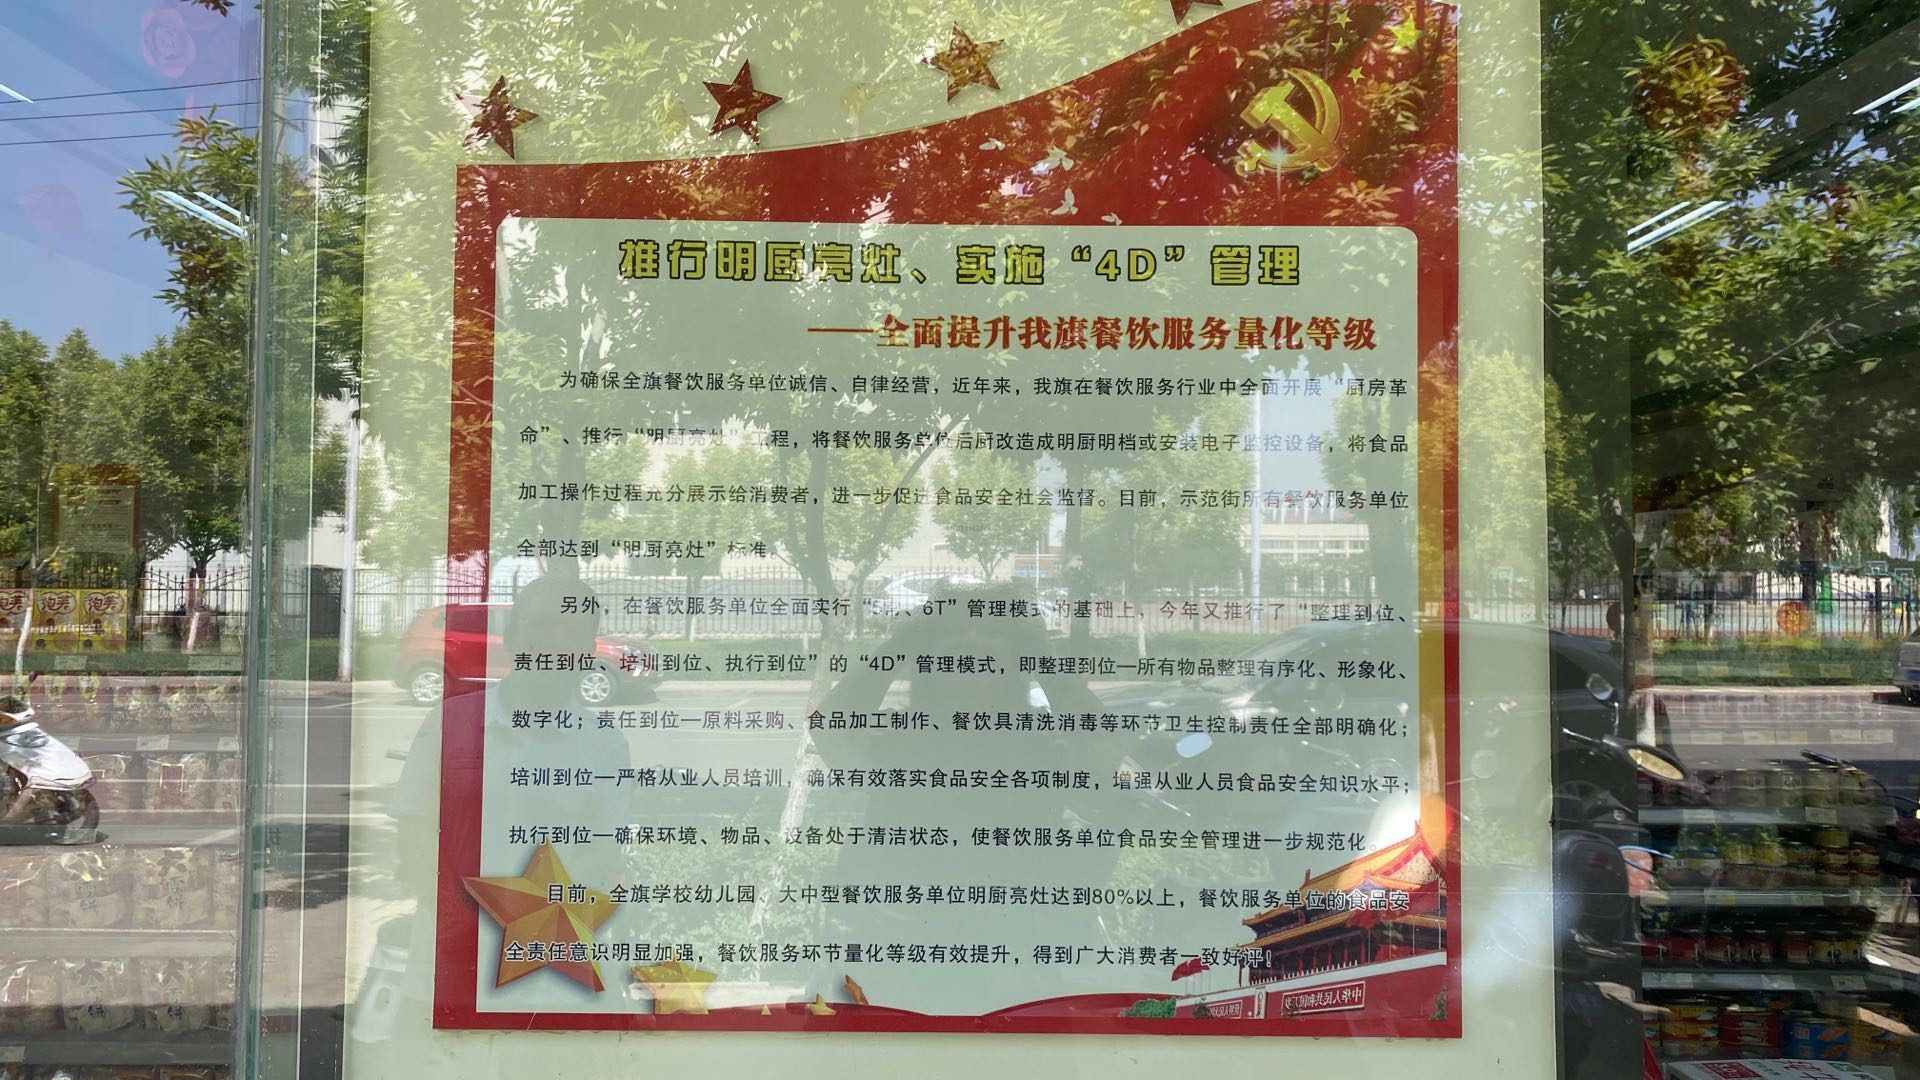 推行明厨亮灶、实施“4D”管理
——全面提升我旗餐饮服务量化等级
为确保全旗餐饮服务单位诚信、自律经营，近年来，我旗在餐饮服务行业中全面开展“厨房革
命”、推行“明厨亮灶”工程，将餐饮服务单位后厨改造成明厨明档或安装电子监控设备，将食品
加工操作过程充分展示给消费者，进一步促进食品安全社会监督。目前，示范街所有餐饮服务单位
全部达到“明厨亮灶”标准。
另外，在餐饮服务单位全面实行“5常、6T”管理模式的基础上，今年又推行了“整理到位、
责任到位、培训到位、执行到位”的“4D”管理模式，即整理到位—所有物品整理有序化、形象化、
数字化；责任到位—原料采购、食品加工制作、餐饮具清洗消毒等环节卫生控制责任全部明确化；
培训到位—严格从业人员培训，确保有效落实食品安全各项制度，增强从业人员食品安全知识水平；
执行到位—确保环境、物品、设备处于清洁状态，使餐饮服务单位食品安全管理进一步规范化。
目前，全旗学校幼儿园、大中型餐饮服务单位明厨亮灶达到80%以上，餐饮服务单位的食品安
全责任意识明显加强，餐饮服务环节量化等级有效提升，得到广大消费者一致好评！
中华人民共和国万岁